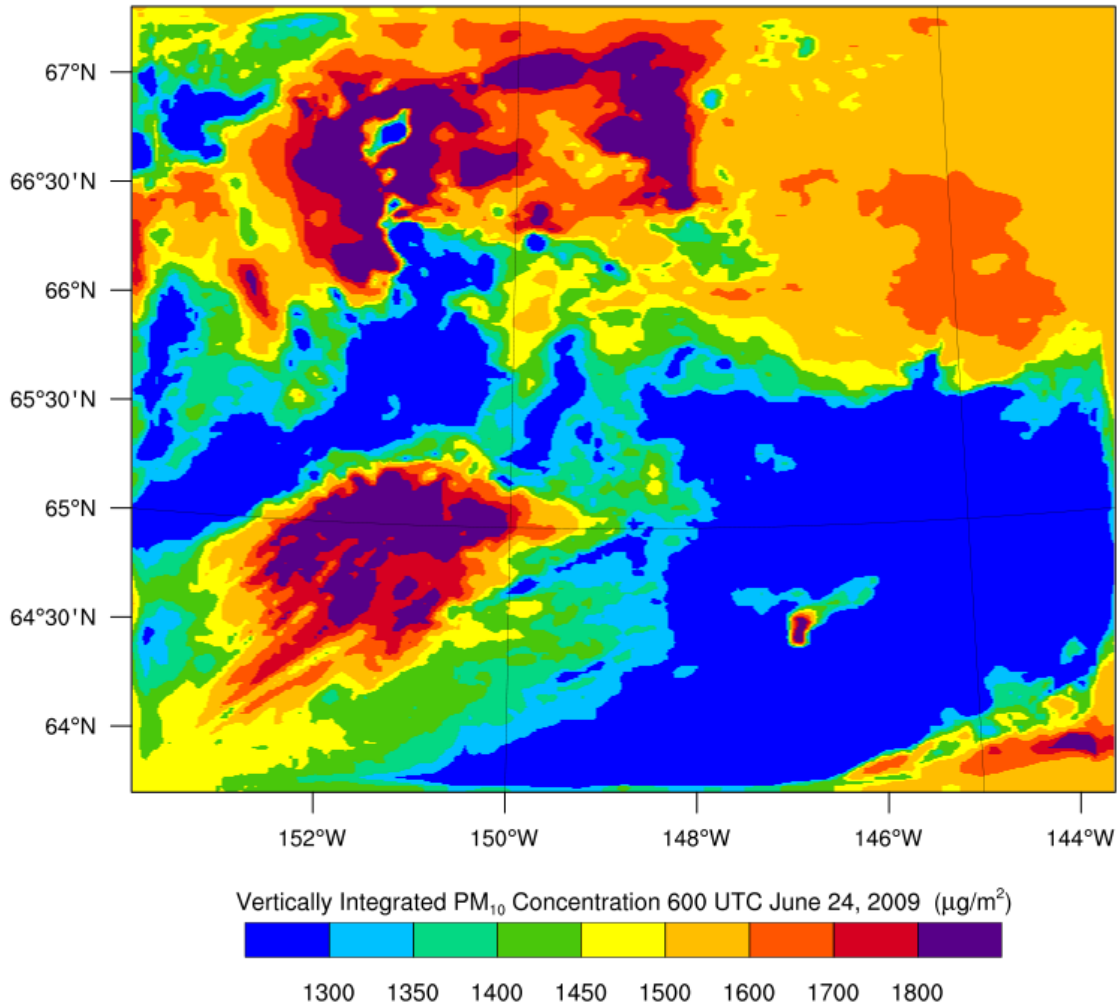 67°N
66°30'N
66°N
65°30'N
65°N
64°30'N
64°N
152°W 150°W 148°W 146°W 144°W
Vertically Integrated PM₁₀ Concentration 600 UTC June 24, 2009 (μg/m²)
1300 1350 1400 1450 1500 1600 1700 1800